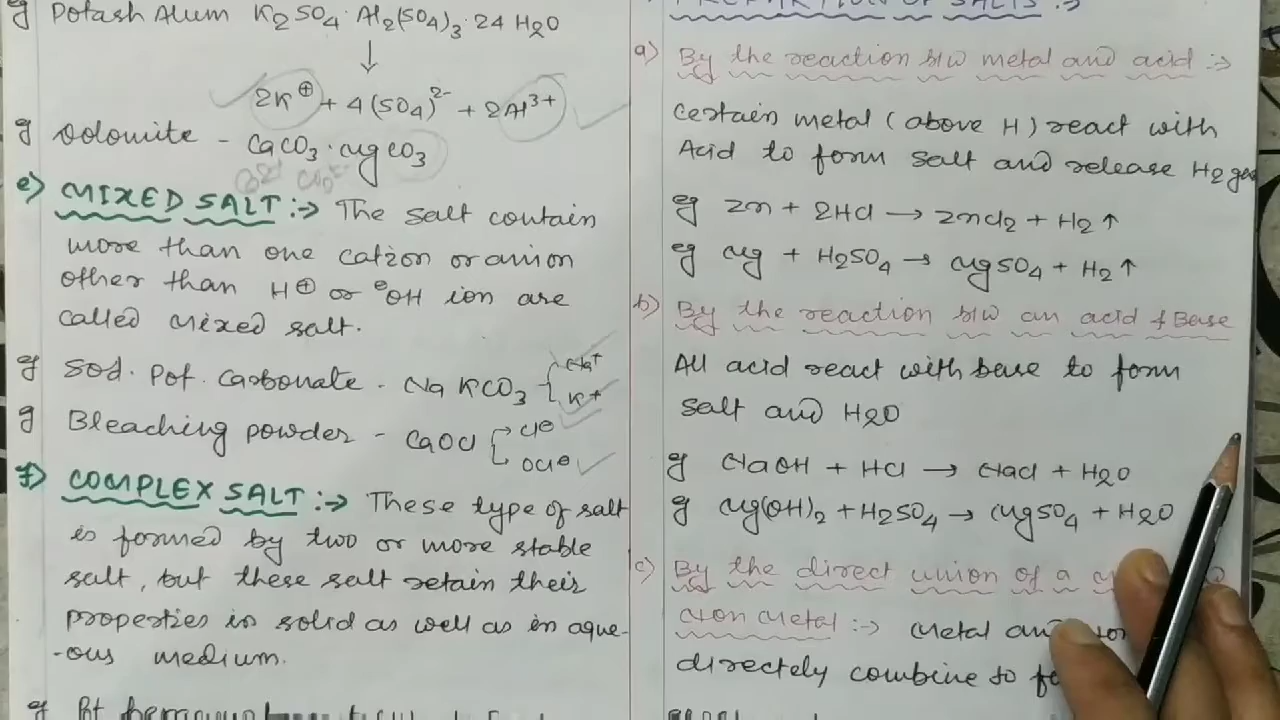 eg Potash Alum K2SO4·Al2(SO4)3·24H2O
↓
2K⊕ + 4(SO4)2- + 2Al3+
eg Dolomite - CaCO3·MgCO3
e) MIXED SALT :-> The salt contain
more than one cation or anion
other than H⊕ or ⊖OH ion are
called mixed salt.
eg Sod. Pot. Carbonate - NaKCO3 Na+
K+
eg Bleaching powder - CaOCl Cl⊖
OCl⊖
f) COMPLEX SALT :-> These type of salt
is formed by two or more stable
salt, but these salt retain their
properties in solid as well as in aque-
-ous medium.
OF SALTS :->
a) By the reaction b/w metal and acid :->
Certain metal (above H) react with
Acid to form salt and release H2 gas
eg Zn + 2HCl → ZnCl2 + H2↑
eg Mg + H2SO4 → MgSO4 + H2↑
b) By the reaction b/w an acid & Base
All acid react with base to form
salt and H2O
eg NaOH + HCl → NaCl + H2O
eg Mg(OH)2 + H2SO4 → MgSO4 + H2O
c) By the direct union of a
Non Metal :-> Metal and
directely combine to